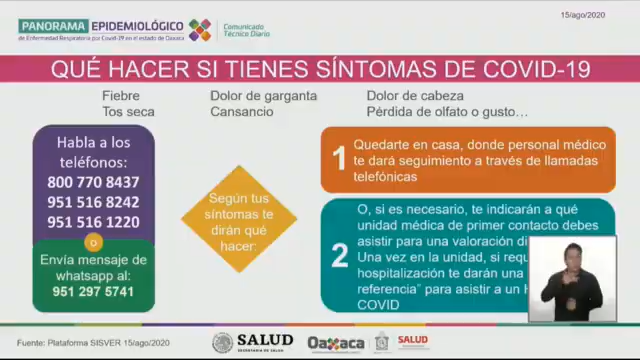 15/ago/2020
PANORAMA EPIDEMIOLÓGICO
de Enfermedad Respiratoria por Covid-19 en el estado de Oaxaca
Comunicado
Técnico Diario
QUÉ HACER SI TIENES SÍNTOMAS DE COVID-19
Fiebre
Tos seca
Dolor de garganta
Cansancio
Dolor de cabeza
Pérdida de olfato o gusto...
Habla a los
teléfonos:
800 770 8437
951 516 8242
951 516 1220
o
Envía mensaje de
whatsapp al:
951 297 5741
Según tus
síntomas te
dirán qué
hacer:
1
Quedarte en casa, donde personal médico
te dará seguimiento a través de llamadas
telefónicas
2
O, si es necesario, te indicarán a qué
unidad médica de primer contacto debes
asistir para una valoración
Una vez en la unidad, si
hospitalización te darán una
referencia” para asistir a un
COVID
Fuente: Plataforma SISVER 15/ago/2020
SALUD
SECRETARÍA DE SALUD
Oaxaca
SALUD